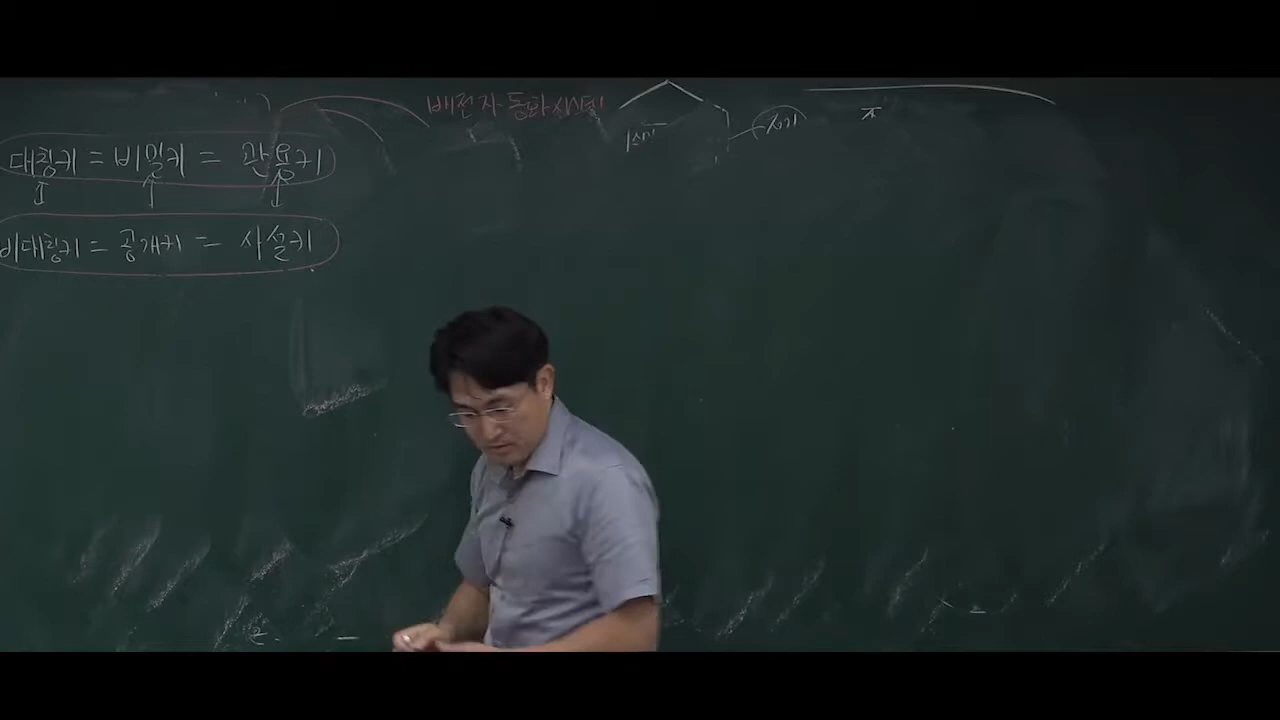 배전자동화시스템
대칭키 = 비밀키 = 관용키
비대칭키 = 공개키 = 사설키